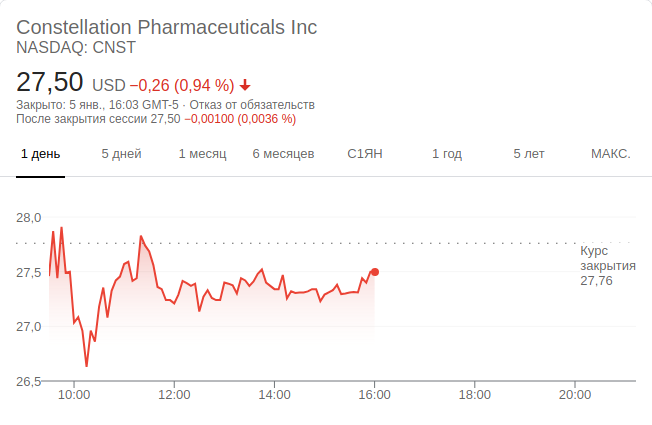 Constellation Pharmaceuticals Inc
NASDAQ: CNST
27,50 USD −0,26 (0,94 %)
Закрыто: 5 янв., 16:03 GMT-5 · Отказ от обязательств
После закрытия сессии 27,50 −0,00100 (0,0036 %)
1 день 5 дней 1 месяц 6 месяцев С1ЯН 1 год 5 лет МАКС.
28,0
Курс
закрытия
27,76
27,5
27,0
26,5
10:00 12:00 14:00 16:00 18:00 20:00